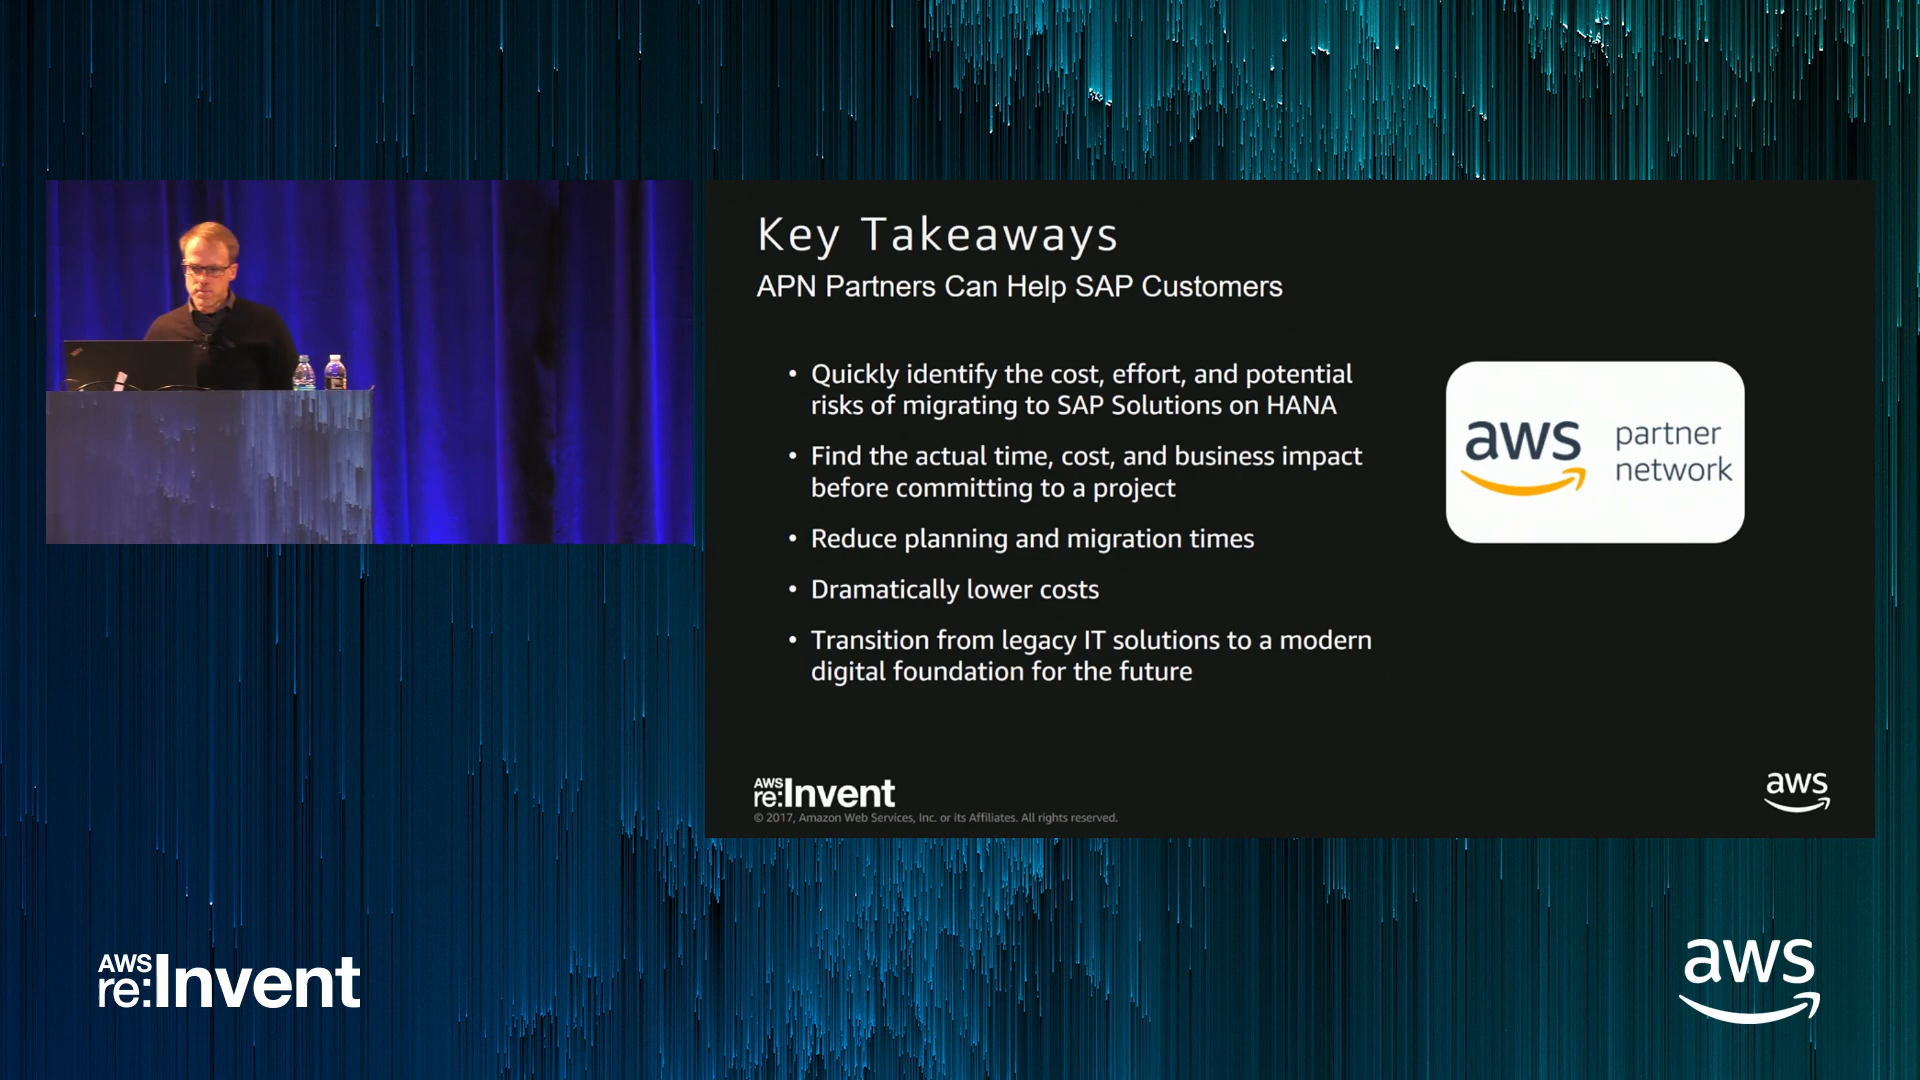 Key Takeaways
APN Partners Can Help SAP Customers
• Quickly identify the cost, effort, and potential
risks of migrating to SAP Solutions on HANA
• Find the actual time, cost, and business impact
before committing to a project
• Reduce planning and migration times
• Dramatically lower costs
• Transition from legacy IT solutions to a modern
digital foundation for the future
aws partner
network
AWS
re:Invent
© 2017, Amazon Web Services, Inc. or its Affiliates. All rights reserved.
aws
AWS
re:Invent
aws